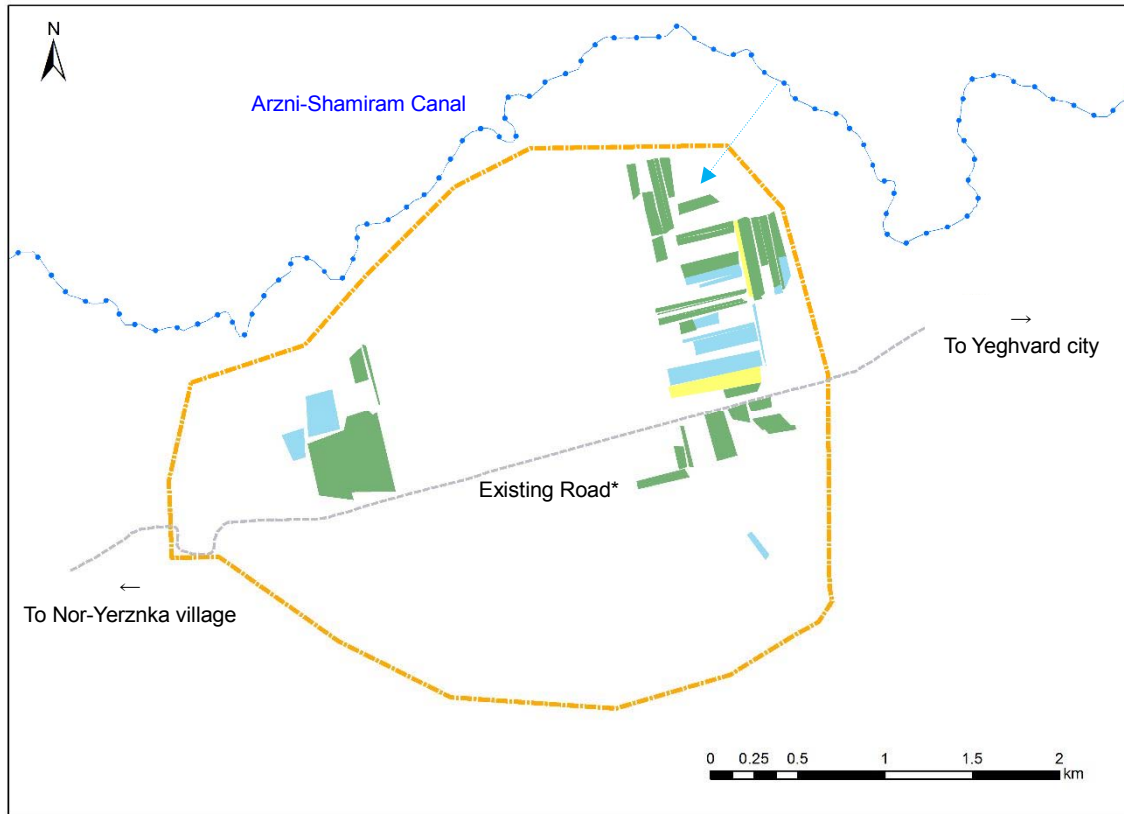 N
Arzni-Shamiram Canal
→
To Yeghvard city
Existing Road*
←
To Nor-Yerznka village
0 0.25 0.5 1 1.5 2
km